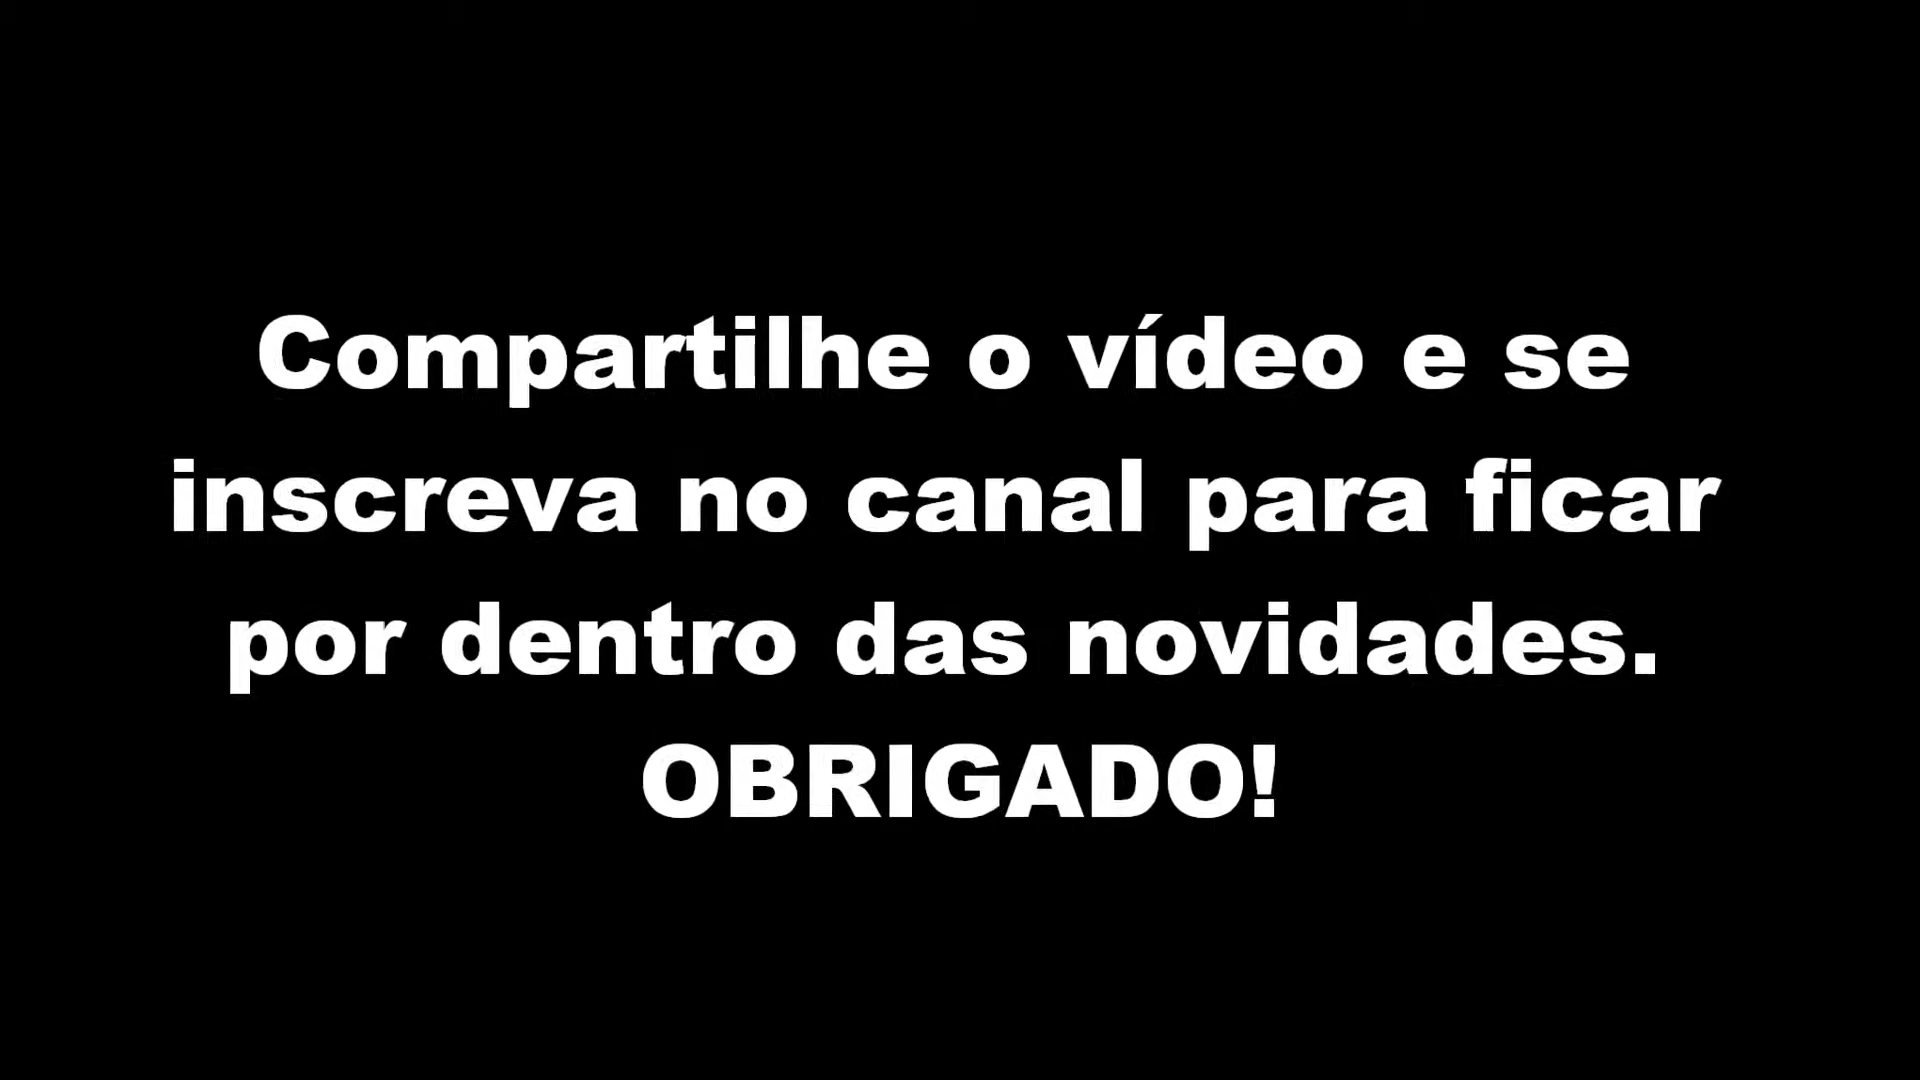 Compartilhe o vídeo e se
inscreva no canal para ficar
por dentro das novidades.
OBRIGADO!